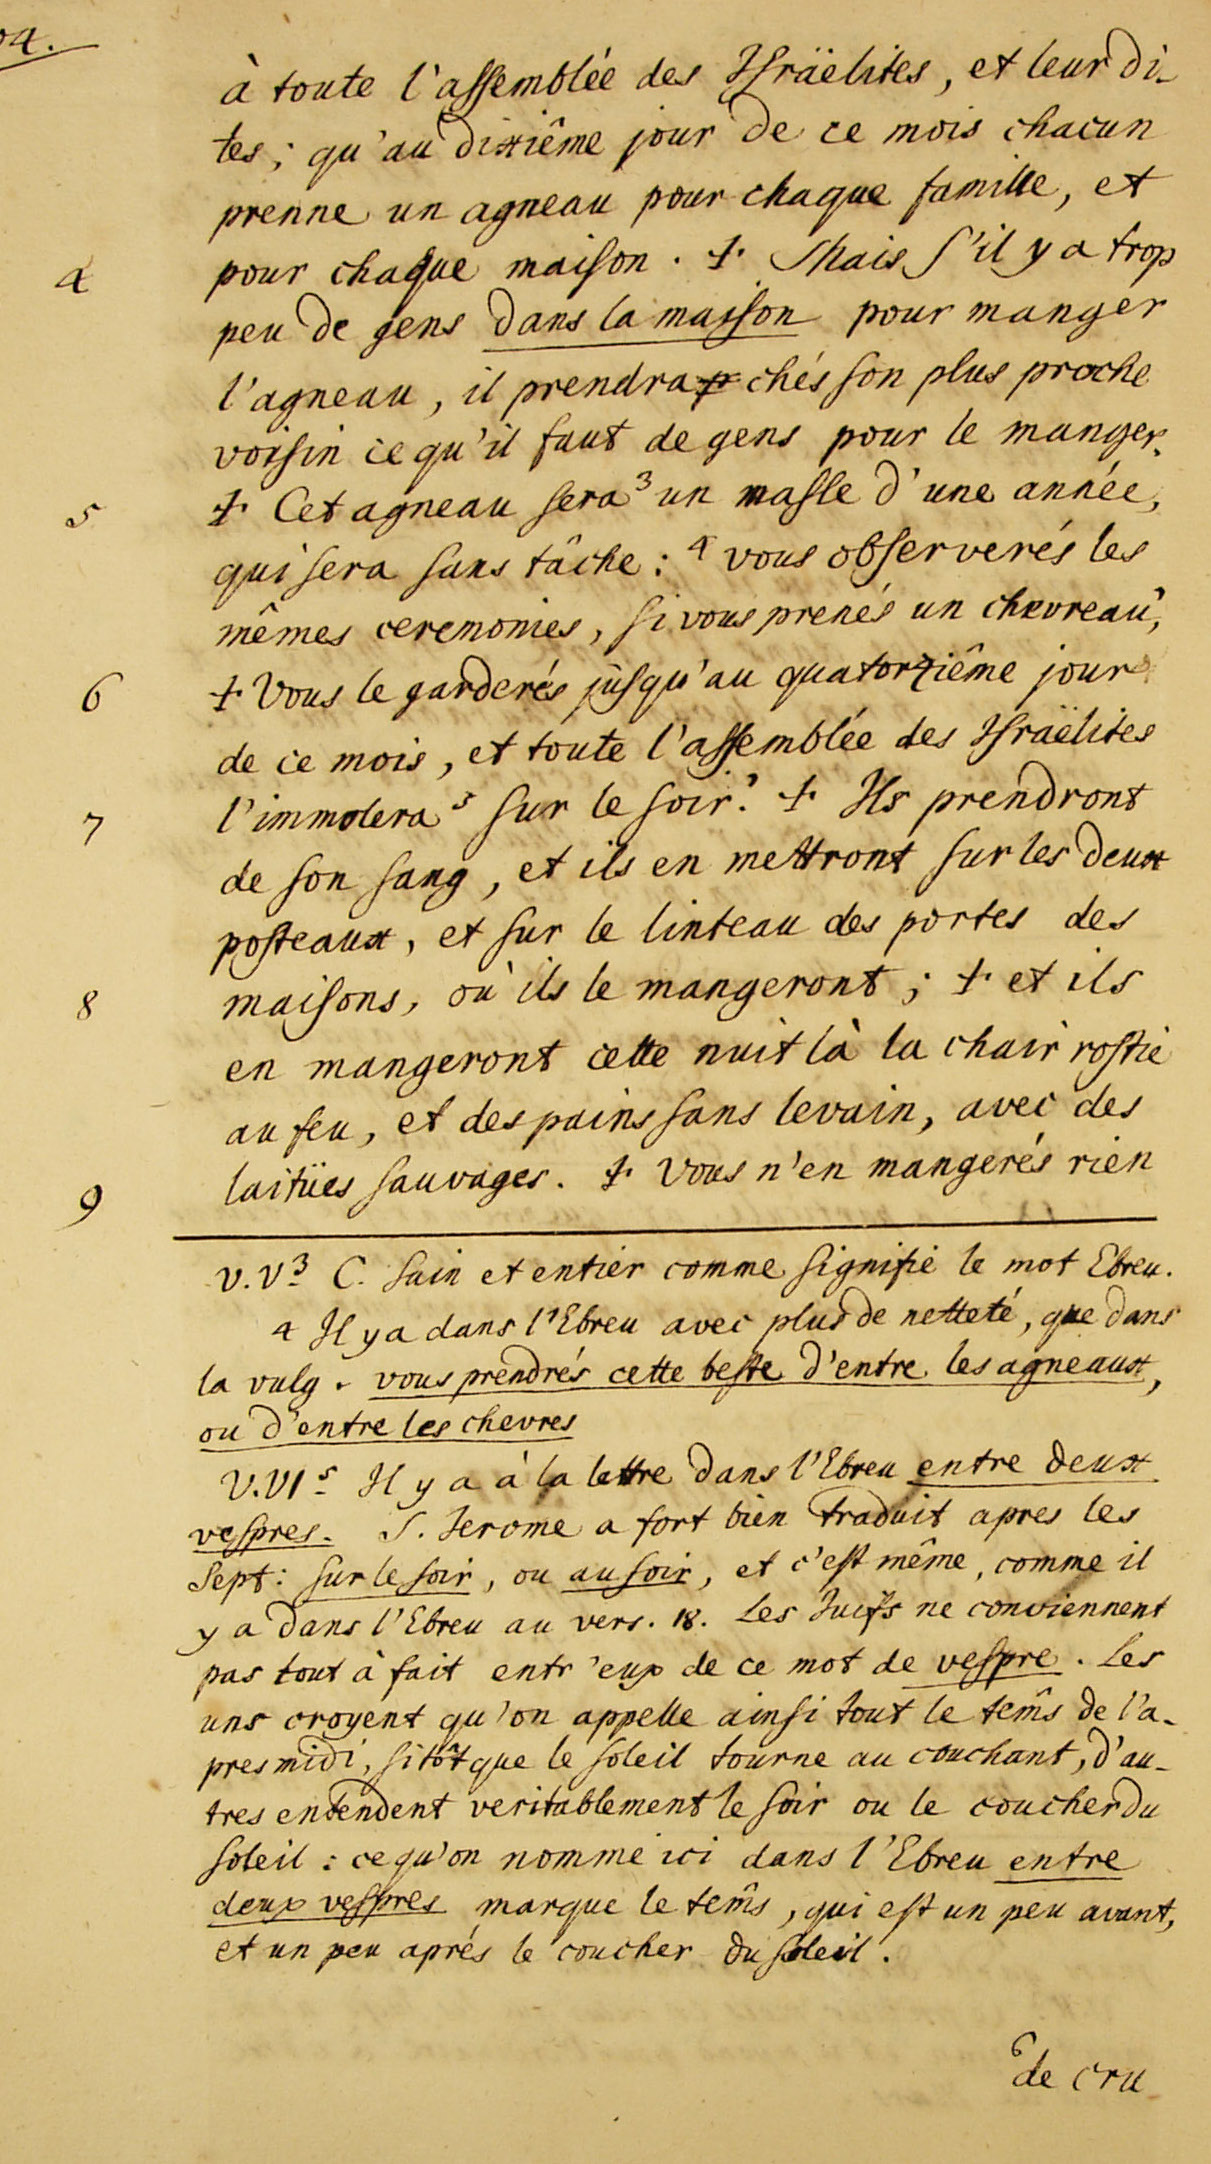 04.
à toute l'assemblée des Israëlites, et leur di-
tes; qu'au dixiême jour de ce mois chacun
prenne un agneau pour chaque famille, et
4 pour chaque maison. ☩ Mais s'il y a trop
peu de gens dans la maison pour manger
l'agneau, il prendra chés son plus proche
voisin ce qu'il faut de gens pour le manger.
5 ☩ Cet agneau sera 3 un masle d'une année,
qui sera sans tâche: 4 vous observerés les
mêmes ceremonies, si vous prenés un chevreau;
6 ☩ Vous le garderés jusqu'au quatorziême jour
de ce mois, et toute l'assemblée des Israëlites
7 l'immolera 5 sur le soir. ☩ Ils prendront
de son sang, et ils en mettront sur les deux
posteaux, et sur le linteau des portes des
8 maisons, où ils le mangeront; ☩ et ils
en mangeront cette nuit là la chair rostie
au feu, et des pains sans levain, avec des
9 laitües sauvages. ☩ Vous n'en mangerés rien
V.V 3 C. Sain et entier comme signifie le mot Ebreu.
4 Il y a dans l'Ebreu avec plus de netteté, que dans
la vulg. vous prendrés cette beste d'entre les agneaux,
ou d'entre les chevres
V.VI 5 Il y a à la lettre dans l'Ebreu entre deux
vespres. S. Jerome a fort bien traduit apres les
Sept: sur le soir, ou au soir, et c'est même, comme il
y a dans l'Ebreu au vers. 18. Les Juifs ne conviennent
pas tout à fait entr'eux de ce mot de vespre. Les
uns croyent qu'on appelle ainsi tout le tem̂s de l'a-
pres midi, sitôt que le soleil tourne au couchant, d'au-
tres entendent veritablement le soir ou le coucher du
soleil: ce qu'on nomme ici dans l'Ebreu entre
deux vespres marque le tem̂s, qui est un peu avant,
et un peu aprés le coucher du soleil.
6 de cru